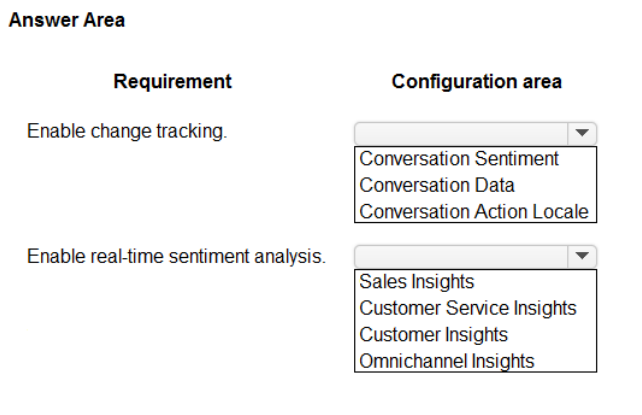 Answer Area
Requirement Configuration area
Enable change tracking.
Conversation Sentiment
Conversation Data
Conversation Action Locale
Enable real-time sentiment analysis.
Sales Insights
Customer Service Insights
Customer Insights
Omnichannel Insights